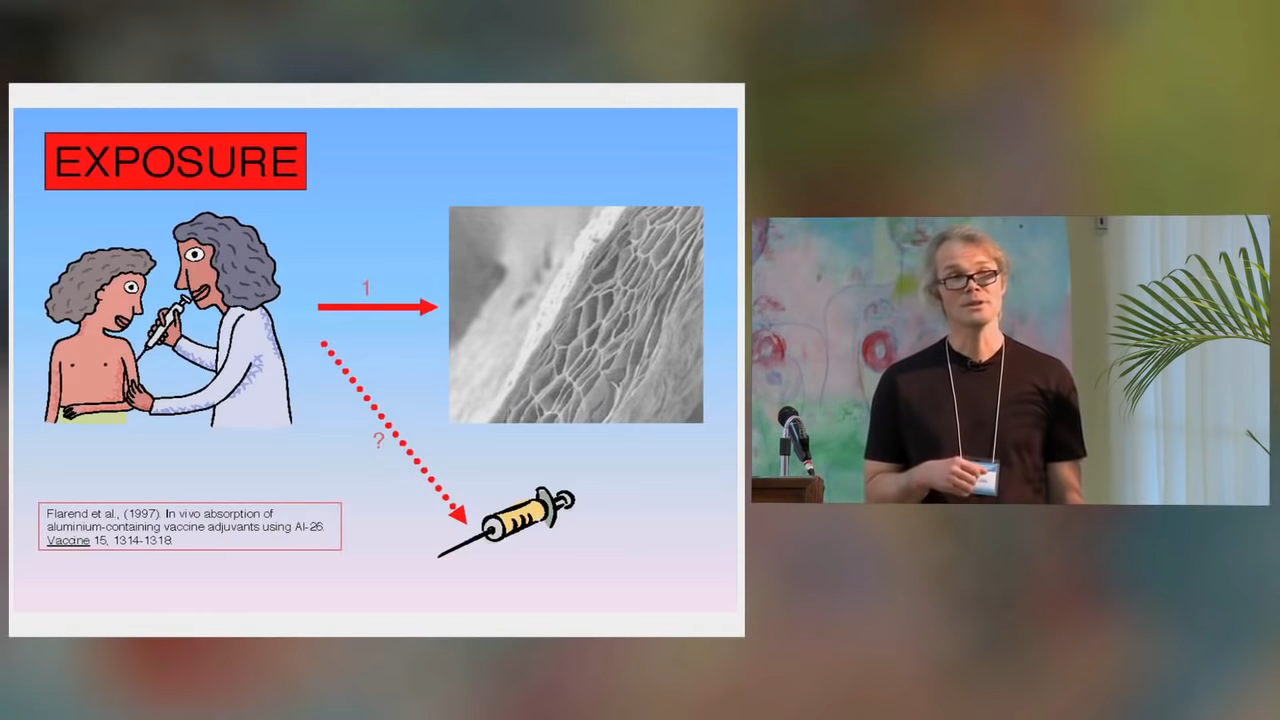 EXPOSURE
1
?
Flarend et al., (1997). In vivo absorption of
aluminium-containing vaccine adjuvants using Al-26.
Vaccine 15, 1314-1318.